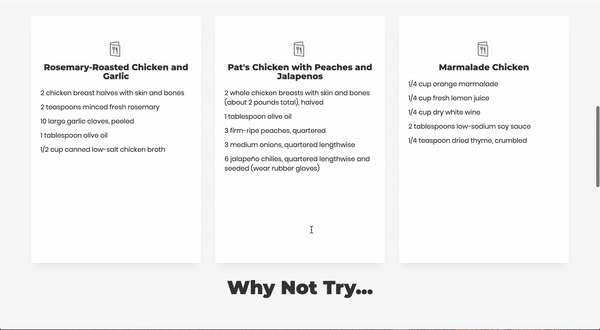 Rosemary-Roasted Chicken and
Garlic
2 chicken breast halves with skin and bones
2 teaspoons minced fresh rosemary
10 large garlic cloves, peeled
1 tablespoon olive oil
1/2 cup canned low-salt chicken broth
Pat's Chicken with Peaches and
Jalapenos
2 whole chicken breasts with skin and bones
(about 2 pounds total), halved
1 tablespoon olive oil
3 firm-ripe peaches, quartered
3 medium onions, quartered lengthwise
6 jalapeño chilies, quartered lengthwise and
seeded (wear rubber gloves)
Marmalade Chicken
1/4 cup orange marmalade
1/4 cup fresh lemon juice
1/4 cup dry white wine
2 tablespoons low-sodium soy sauce
1/4 teaspoon dried thyme, crumbled
Why Not Try...